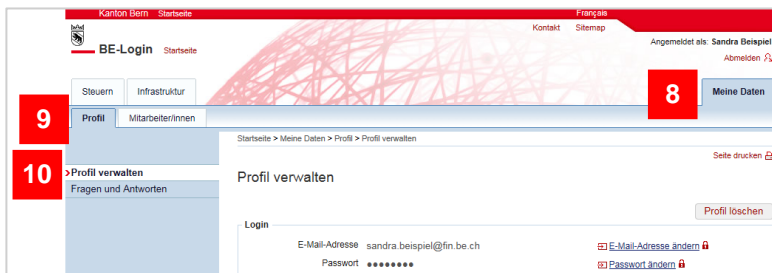 Kanton Bern Startseite Français
Kontakt Sitemap
Angemeldet als: Sandra Beispiel
BE-Login Startseite
Abmelden
Steuern Infrastruktur 8 Meine Daten
9 Profil Mitarbeiter/innen
Startseite > Meine Daten > Profil > Profil verwalten
Seite drucken
10 Profil verwalten
Profil verwalten
Fragen und Antworten
Profil löschen
Login
E-Mail-Adresse sandra.beispiel@fin.be.ch E-Mail-Adresse ändern
Passwort ●●●●●●●● Passwort ändern